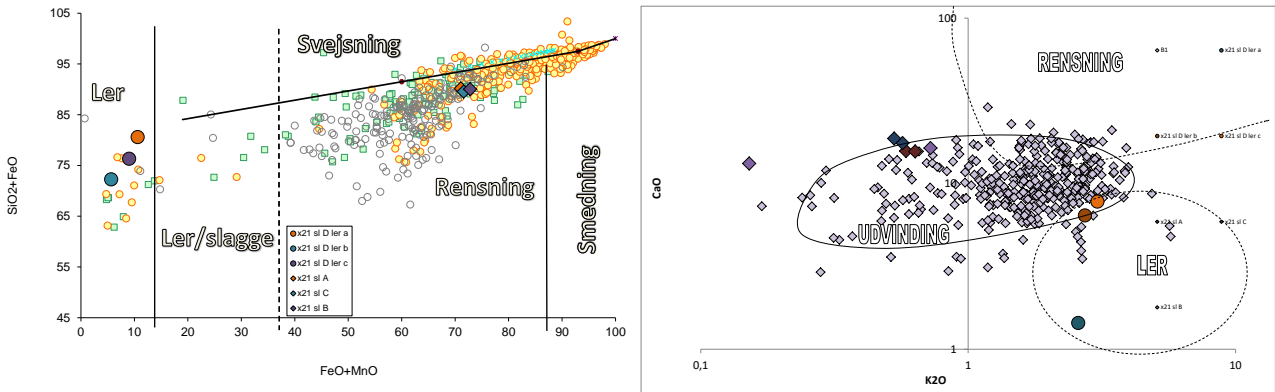 105
95
85
75
65
55
45
SiO2+FeO
Svejsning
Ler
Rensning
Ler/slagge
Smedning
x21 sl D ler a
x21 sl D ler b
x21 sl D ler c
x21 sl A
x21 sl C
x21 sl B
0
10
20
30
40
50
60
70
80
90
100
FeO+MnO
100
10
1
CaO
RENSNING
B1
x21 sl D ler a
x21 sl D ler b
x21 sl D ler c
x21 sl A
x21 sl C
UDVINDING
LER
x21 sl B
0,1
1
10
K2O